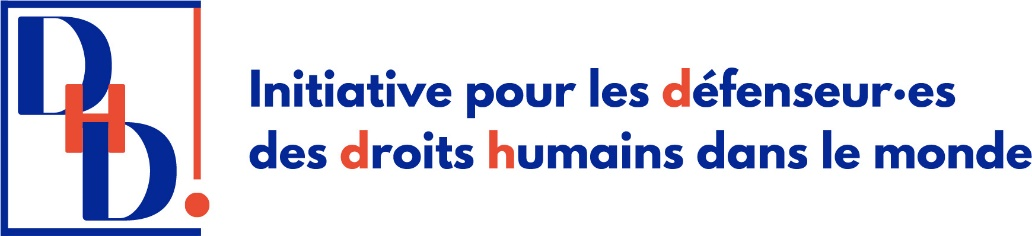 DHD!
Initiative pour les défenseur·es
des droits humains dans le monde